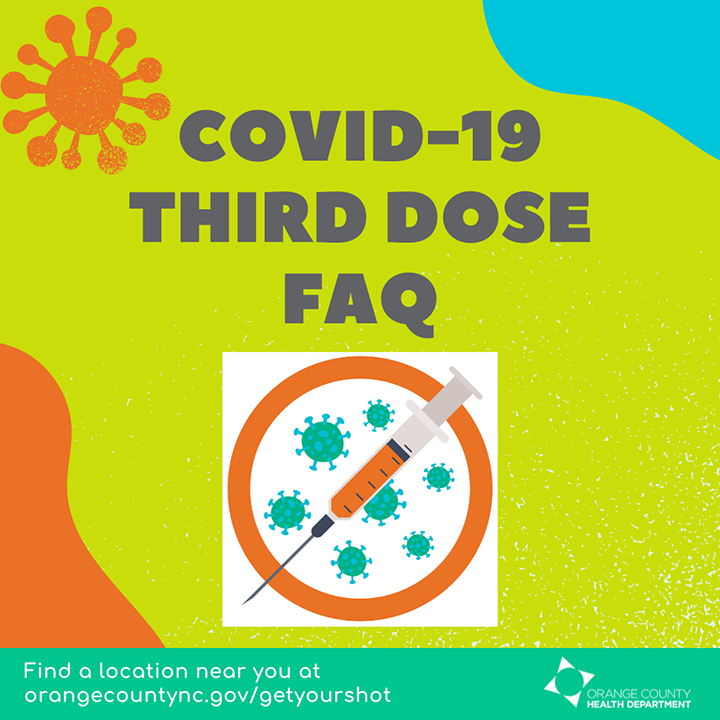 COVID-19
THIRD DOSE
FAQ
Find a location near you at
orangecountync.gov/getyourshot
ORANGE COUNTY
HEALTH DEPARTMENT